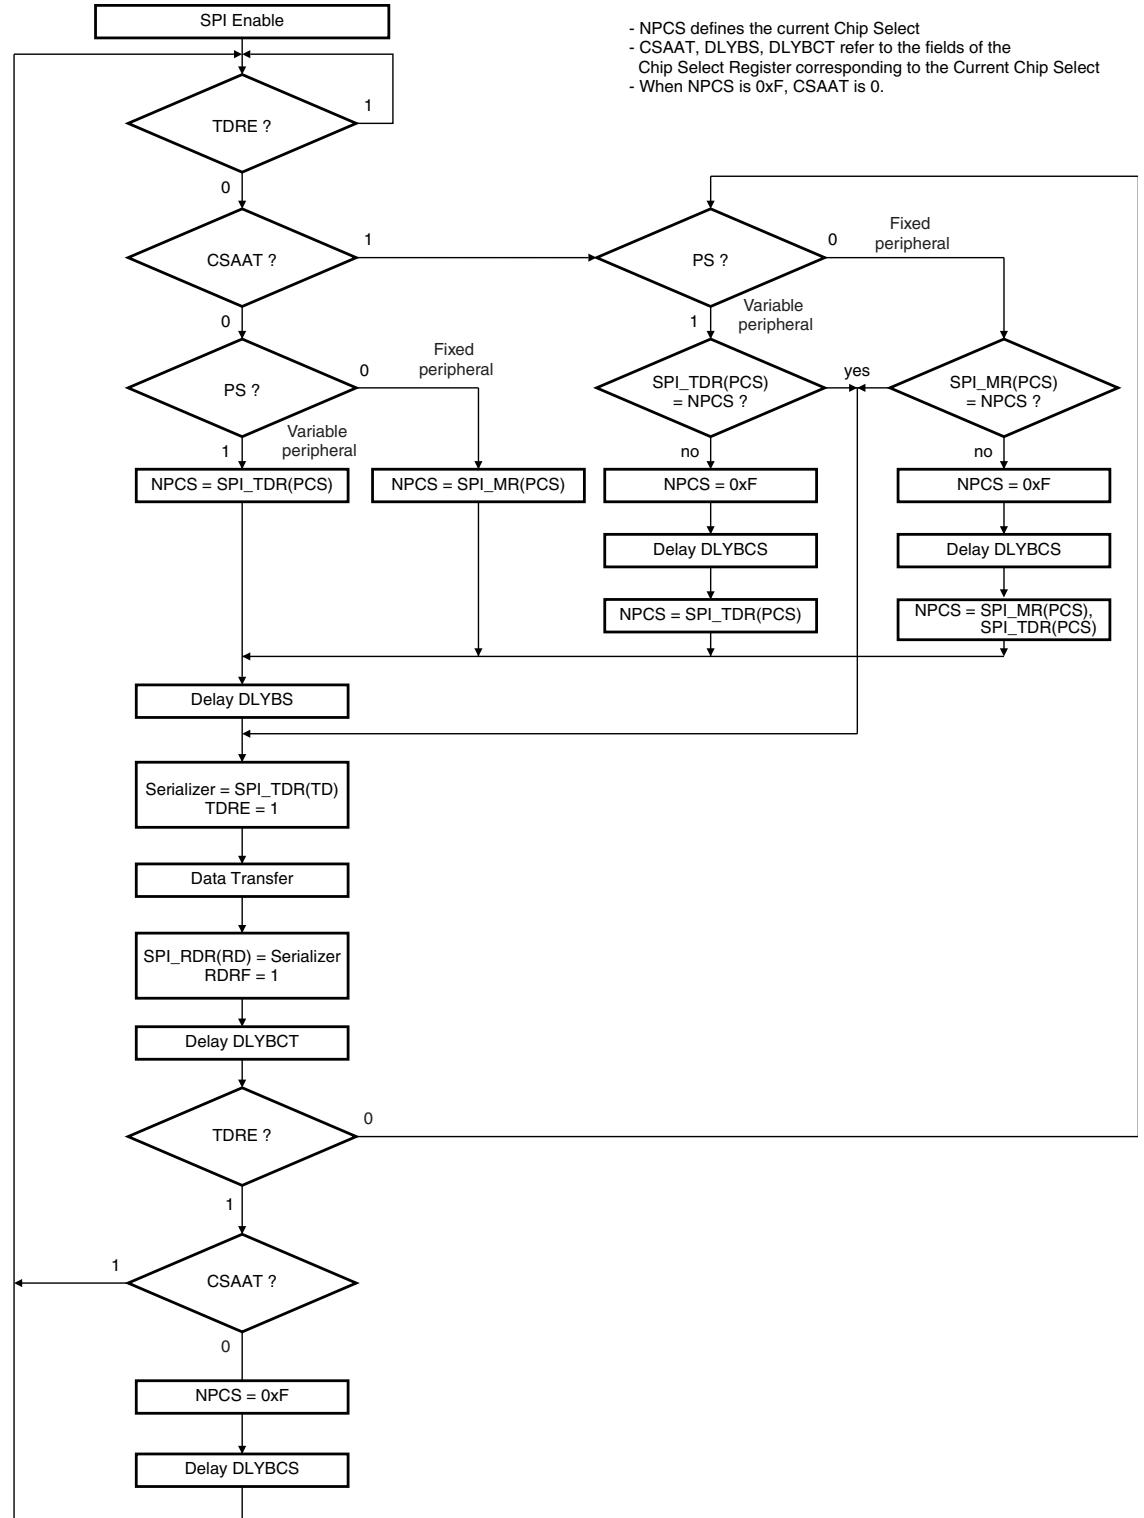 SPI Enable
- NPCS defines the current Chip Select
- CSAAT, DLYBS, DLYBCT refer to the fields of the
Chip Select Register corresponding to the Current Chip Select
- When NPCS is 0xF, CSAAT is 0.
1
TDRE ?
0
CSAAT ?
1
PS ?
0
Fixed
peripheral
0
1
Variable
peripheral
PS ?
0
Fixed
peripheral
1
Variable
peripheral
SPI_TDR(PCS)
= NPCS ?
yes
SPI_MR(PCS)
= NPCS ?
no
no
NPCS = SPI_TDR(PCS)
NPCS = SPI_MR(PCS)
NPCS = 0xF
NPCS = 0xF
Delay DLYBCS
Delay DLYBCS
NPCS = SPI_TDR(PCS)
NPCS = SPI_MR(PCS),
SPI_TDR(PCS)
Delay DLYBS
Serializer = SPI_TDR(TD)
TDRE = 1
Data Transfer
SPI_RDR(RD) = Serializer
RDRF = 1
Delay DLYBCT
TDRE ?
0
1
CSAAT ?
1
0
NPCS = 0xF
Delay DLYBCS